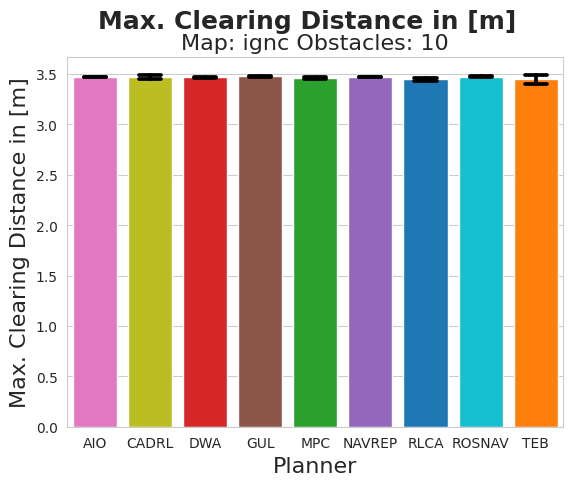 Max. Clearing Distance in [m]
Map: ignc Obstacles: 10
Max. Clearing Distance in [m]
3.5
3.0
2.5
2.0
1.5
1.0
0.5
0.0
AIO CADRL DWA GUL MPC NAVREP RLCA ROSNAV TEB
Planner